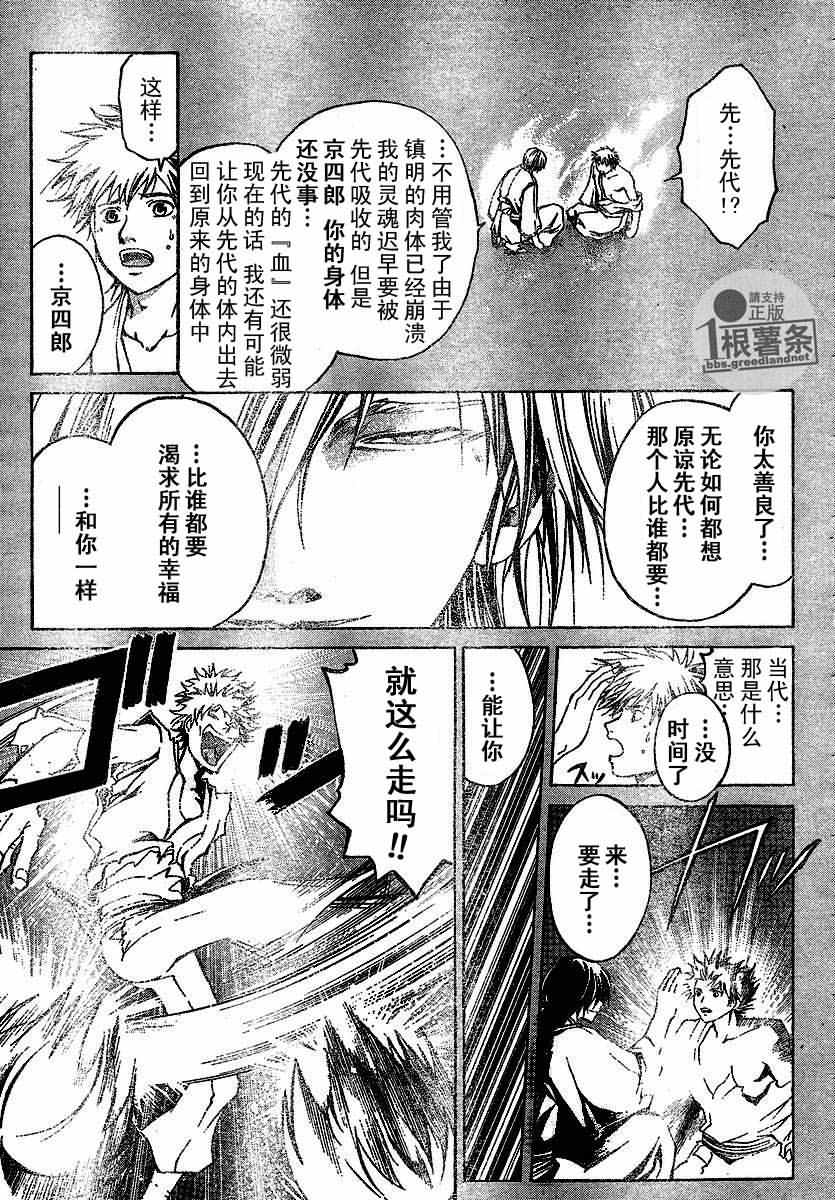 先…
先代!?
…不用管我了由于
镇明的肉体已经崩溃
我的灵魂迟早要被
先代吸收的 但是
京四郎 你的身体
还没事…
先代的『血』还很微弱
现在的话 我还有可能
让你从先代的体内出去
回到原来的身体中
这样…
…京四郎
請支持
正版
1根薯条
bbs.greedland.net
你太善良了…
无论如何都想
原谅先代…
那个人比谁都要…
…比谁都要
渴求所有的幸福
…和你一样
——
当代…
那是什么
意思…
…没
时间了
スッ
来…
要走了…
…能让你
就这么走吗!!